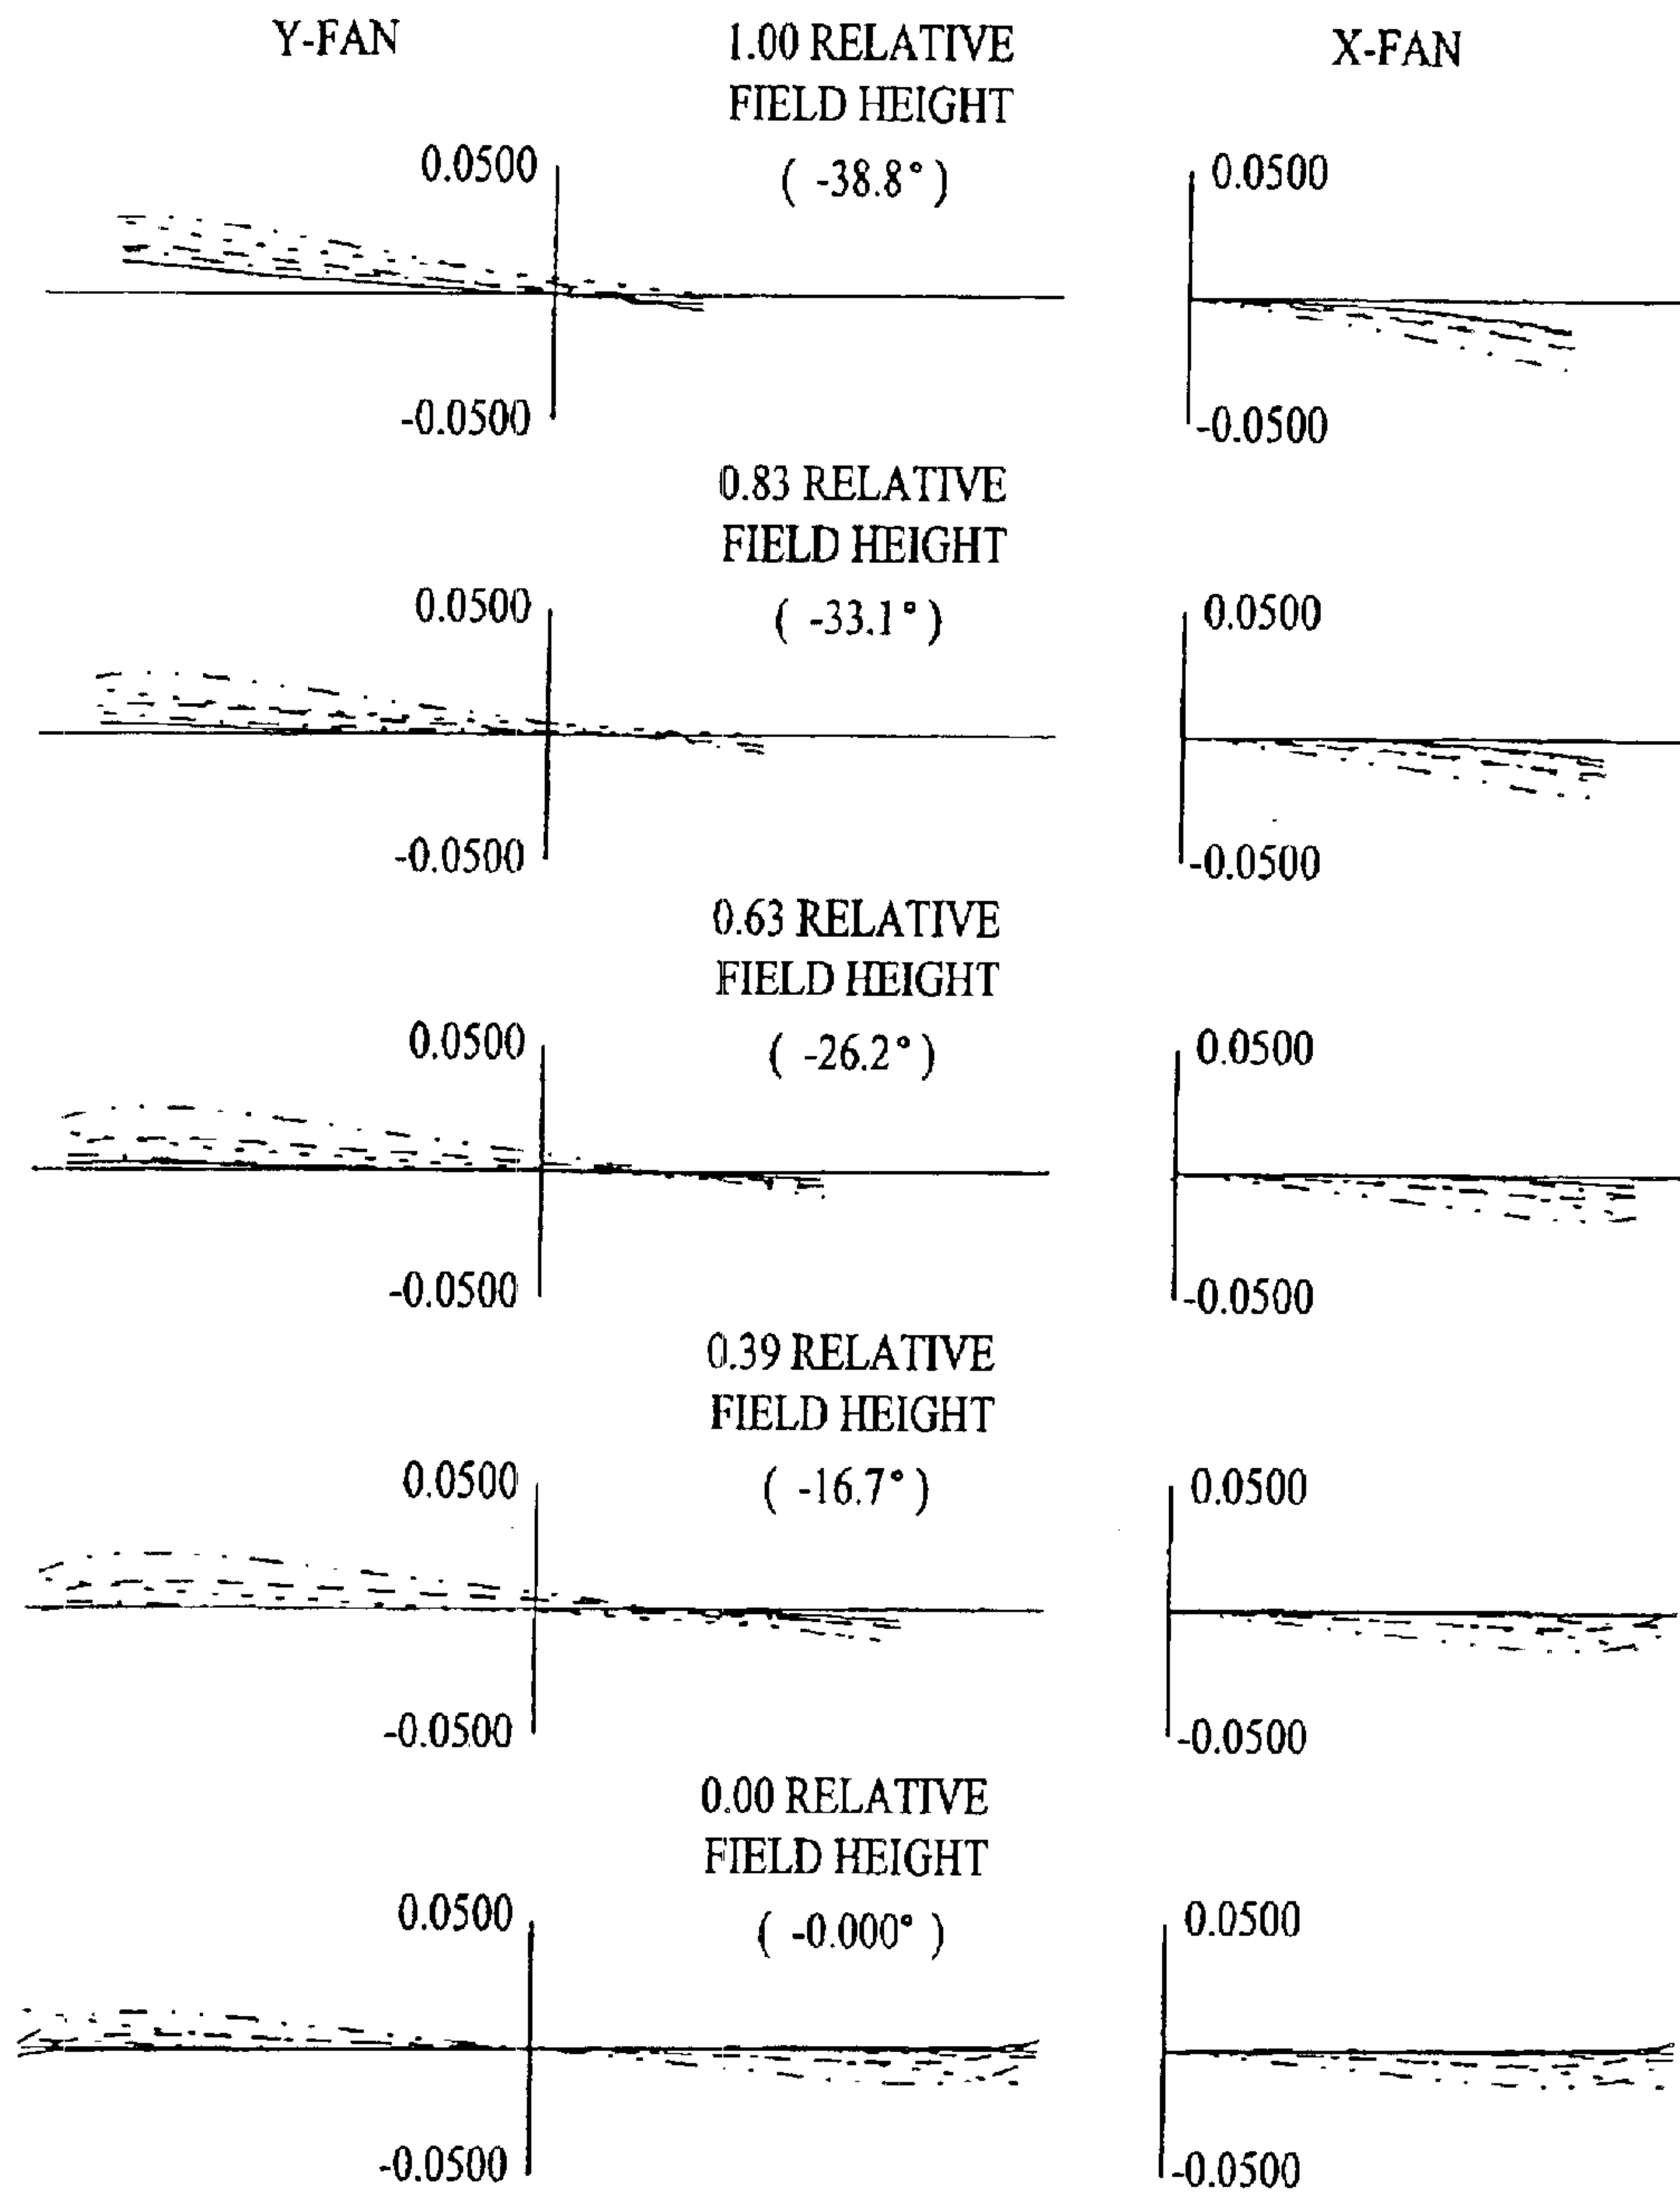 Y-FAN
1.00 RELATIVE
FIELD HEIGHT
( -38.8° )
X-FAN
0.0500
0.0500
-0.0500
-0.0500
0.83 RELATIVE
FIELD HEIGHT
( -33.1° )
0.0500
0.0500
-0.0500
-0.0500
0.63 RELATIVE
FIELD HEIGHT
( -26.2° )
0.0500
0.0500
-0.0500
-0.0500
0.39 RELATIVE
FIELD HEIGHT
( -16.7° )
0.0500
0.0500
-0.0500
-0.0500
0.00 RELATIVE
FIELD HEIGHT
( -0.000° )
0.0500
0.0500
-0.0500
-0.0500